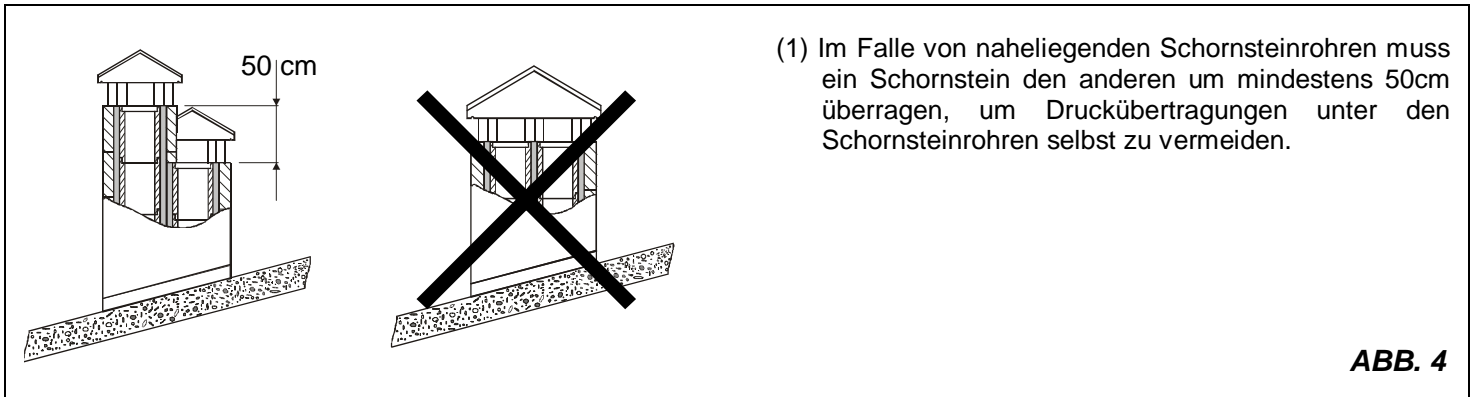 50 cm
(1) Im Falle von naheliegenden Schornsteinrohren muss
ein Schornstein den anderen um mindestens 50cm
überragen, um Druckübertragungen unter den
Schornsteinrohren selbst zu vermeiden.
ABB. 4